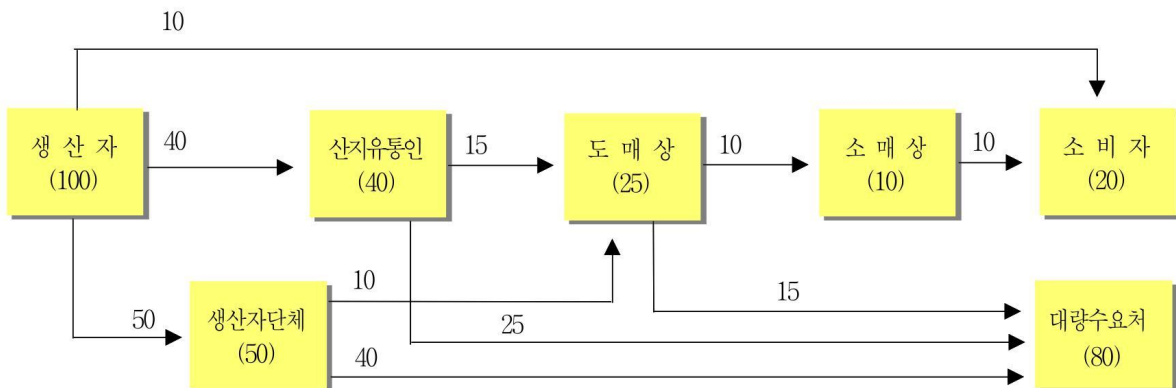 10
생 산 자
(100)
40
산지유통인
(40)
15
도 매 상
(25)
10
소 매 상
(10)
10
소 비 자
(20)
50
생산자단체
(50)
10
25
40
15
대량수요처
(80)